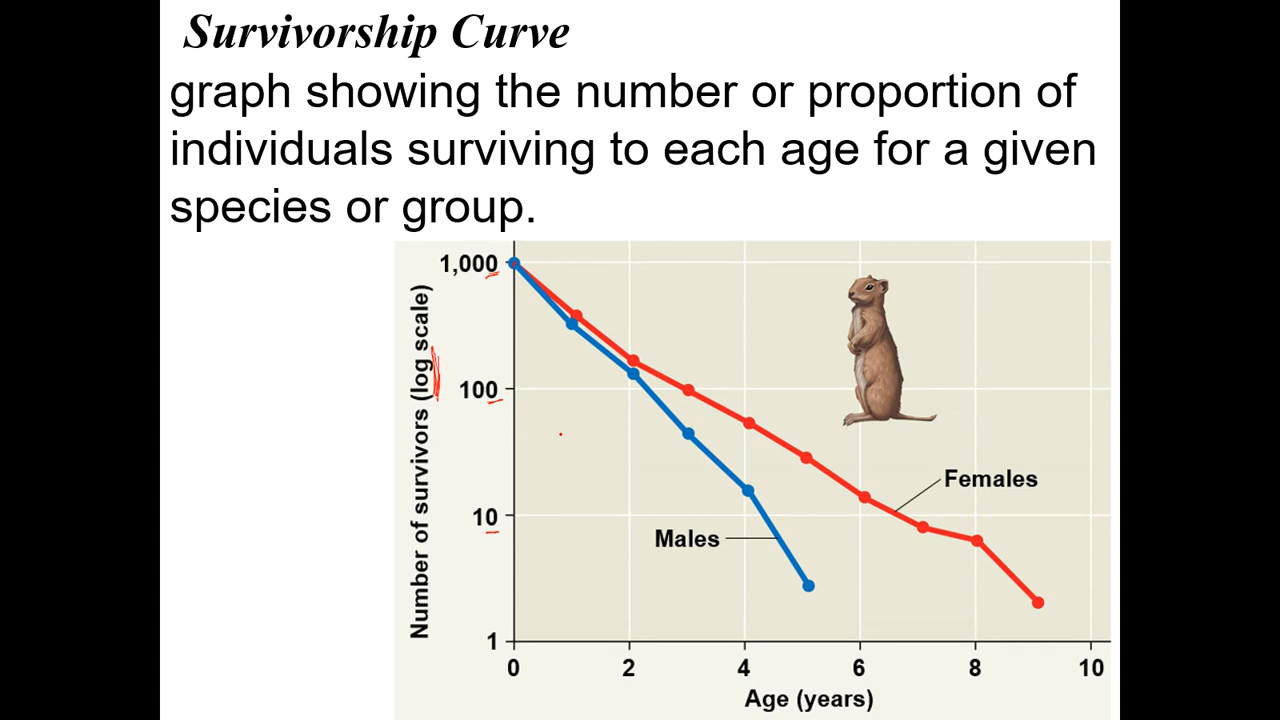 Survivorship Curve
graph showing the number or proportion of
individuals surviving to each age for a given
species or group.
1,000
100
10
1
Number of survivors (log scale)
Females
Males
0 2 4 6 8 10
Age (years)